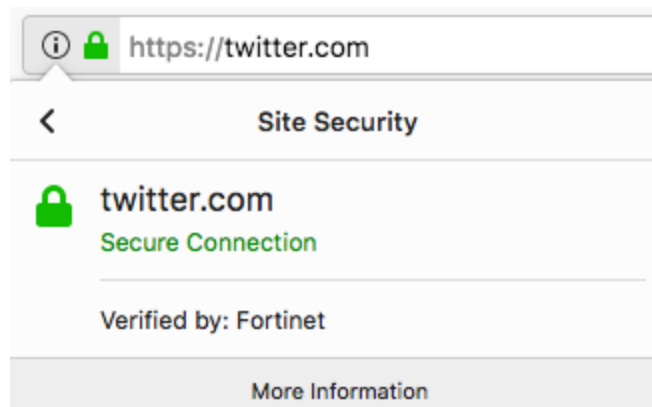 https://twitter.com
Site Security
twitter.com
Secure Connection
Verified by: Fortinet
More Information